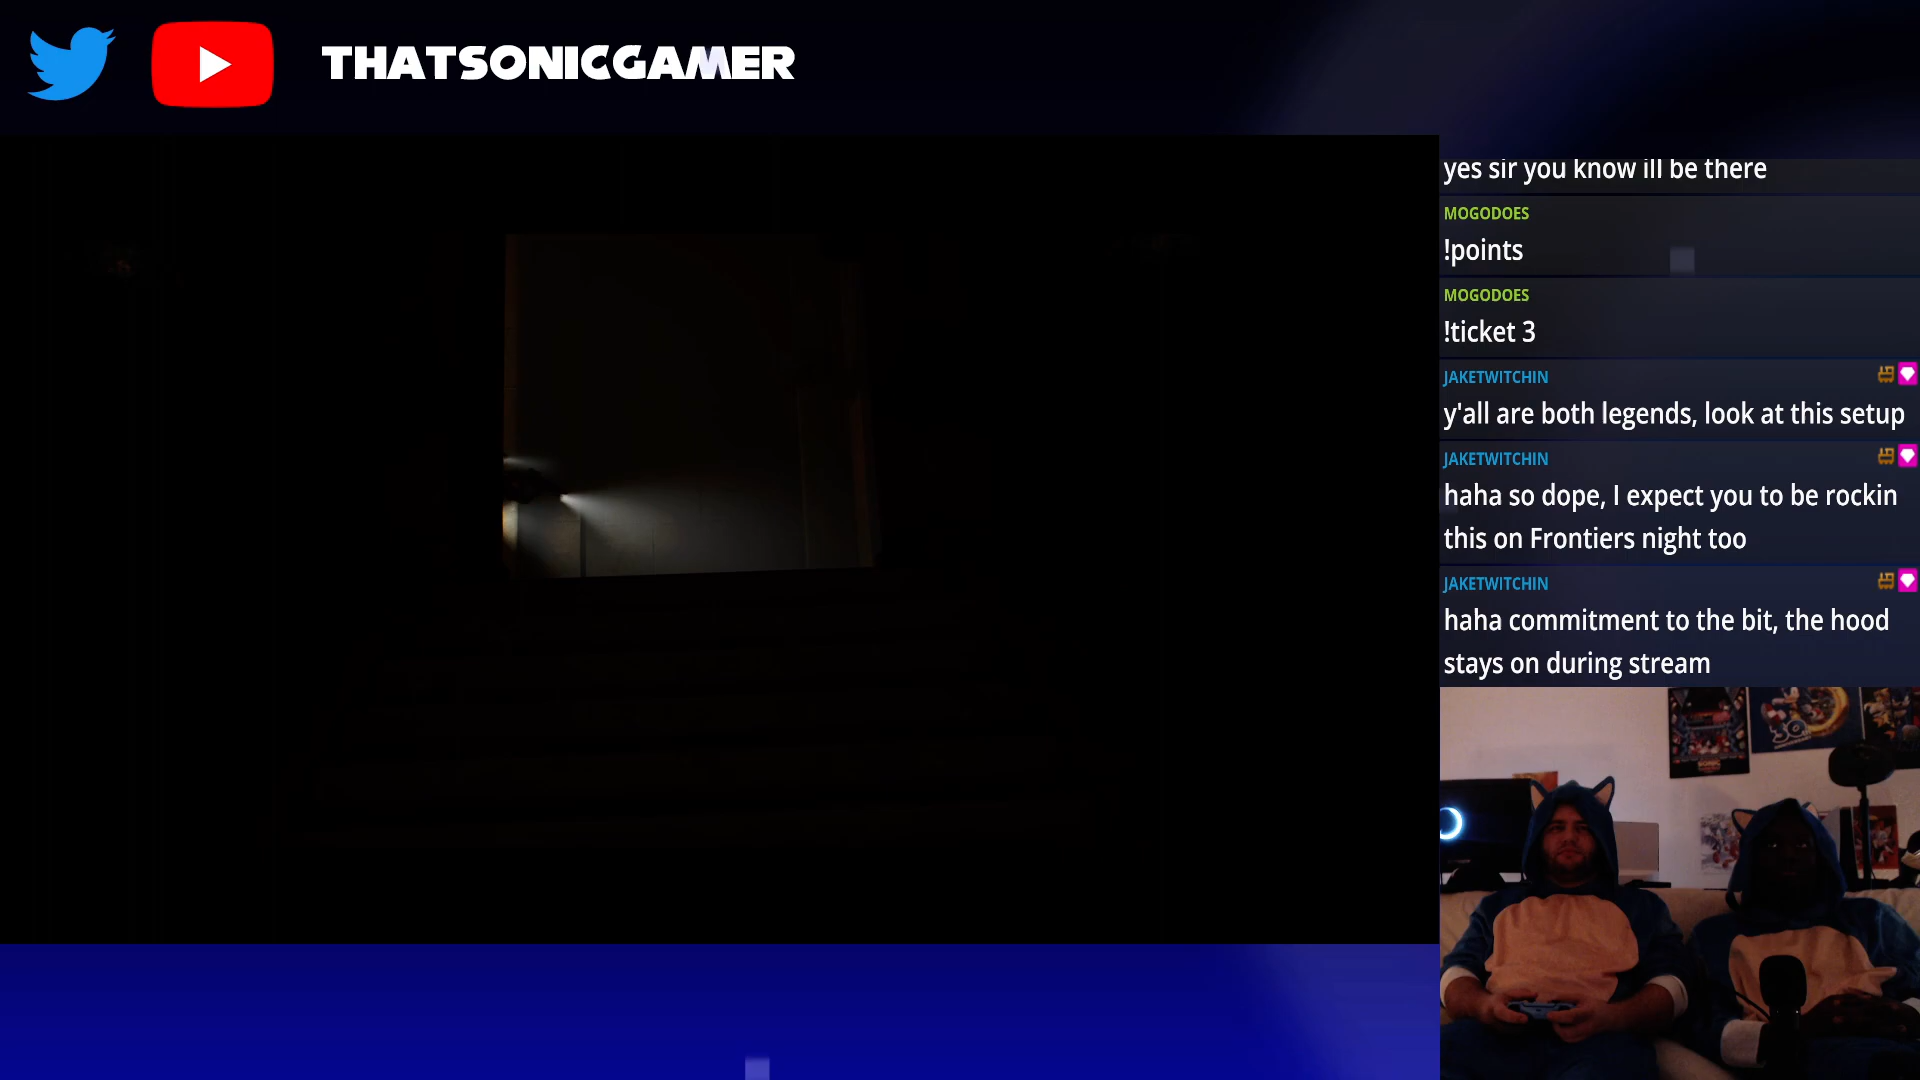 THATSONICGAMER
yes sir you know ill be there
MOGODOES
!points
MOGODOES
!ticket 3
JAKETWITCHIN
y'all are both legends, look at this setup
JAKETWITCHIN
haha so dope, I expect you to be rockin
this on Frontiers night too
JAKETWITCHIN
haha commitment to the bit, the hood
stays on during stream